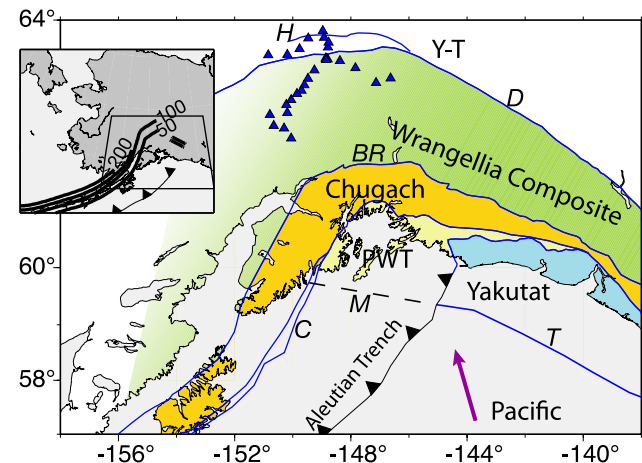 64°
H
Y-T
D
100
50
200
Wrangellia Composite
BR
Chugach
60°
PWT
Yakutat
M
C
T
Aleutian Trench
58°
Pacific
-156°
-152°
-148°
-144°
-140°